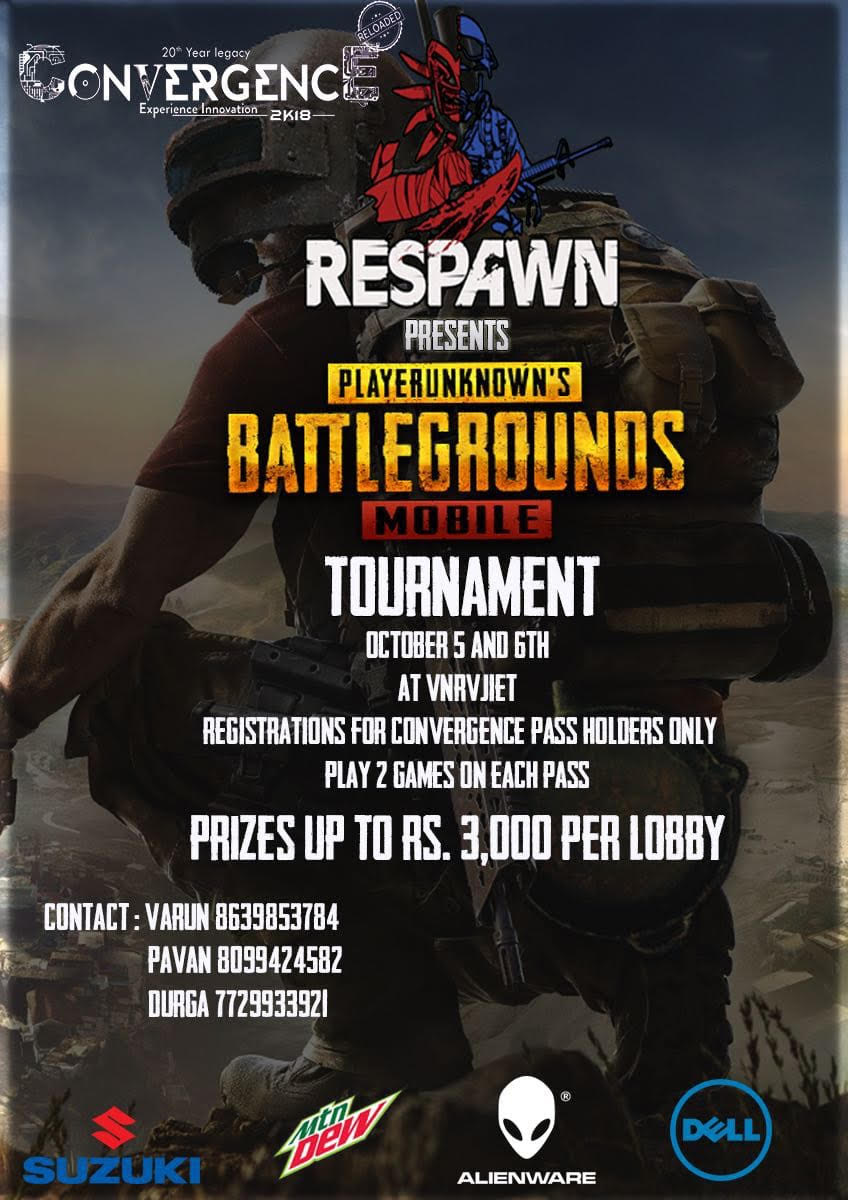 RELOADED
20th Year legacy
CONVERGENCE
Experience Innovation 2K18
RESPAWN
PRESENTS
PLAYERUNKNOWN'S
BATTLEGROUNDS
MOBILE
TOURNAMENT
OCTOBER 5 AND 6TH
AT VNRVJIET
REGISTRATIONS FOR CONVERGENCE PASS HOLDERS ONLY
PLAY 2 GAMES ON EACH PASS
PRIZES UP TO RS. 3,000 PER LOBBY
CONTACT : VARUN 8639853784
PAVAN 8099424582
DURGA 7729933921
SUZUKI
Mtn
DEW
ALIENWARE ®
DELL